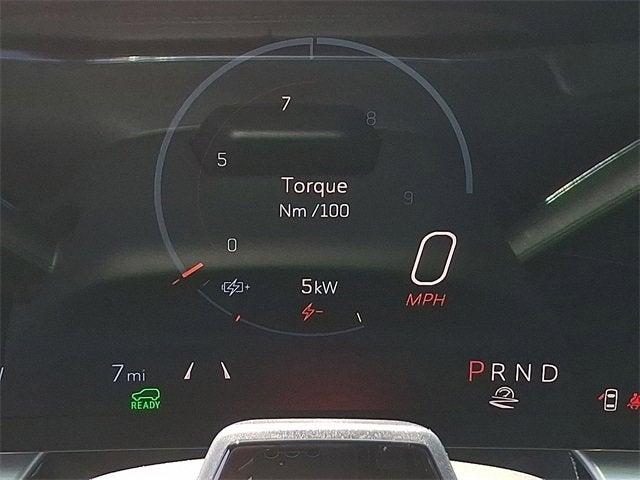 7
8
5
Torque
Nm /100
9
0
5kW
0
MPH
7mi
PRND
READY